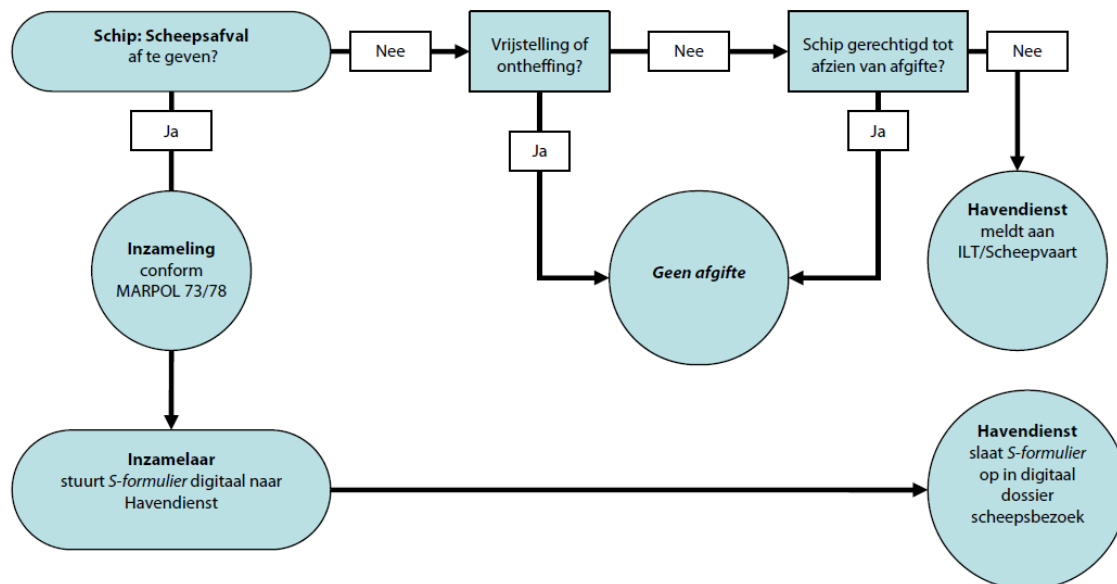 Schip: Scheepsafval
af te geven?
Nee
Vrijstelling of
ontheffing?
Nee
Schip gerechtigd tot
afzien van afgifte?
Nee
Ja
Ja
Ja
Inzameling
conform
MARPOL 73/78
Geen afgifte
Havendienst
meldt aan
ILT/Scheepvaart
Inzamelaar
stuurt S-formulier digitaal naar
Havendienst
Havendienst
slaat S-formulier
op in digitaal
dossier
scheepsbezoek